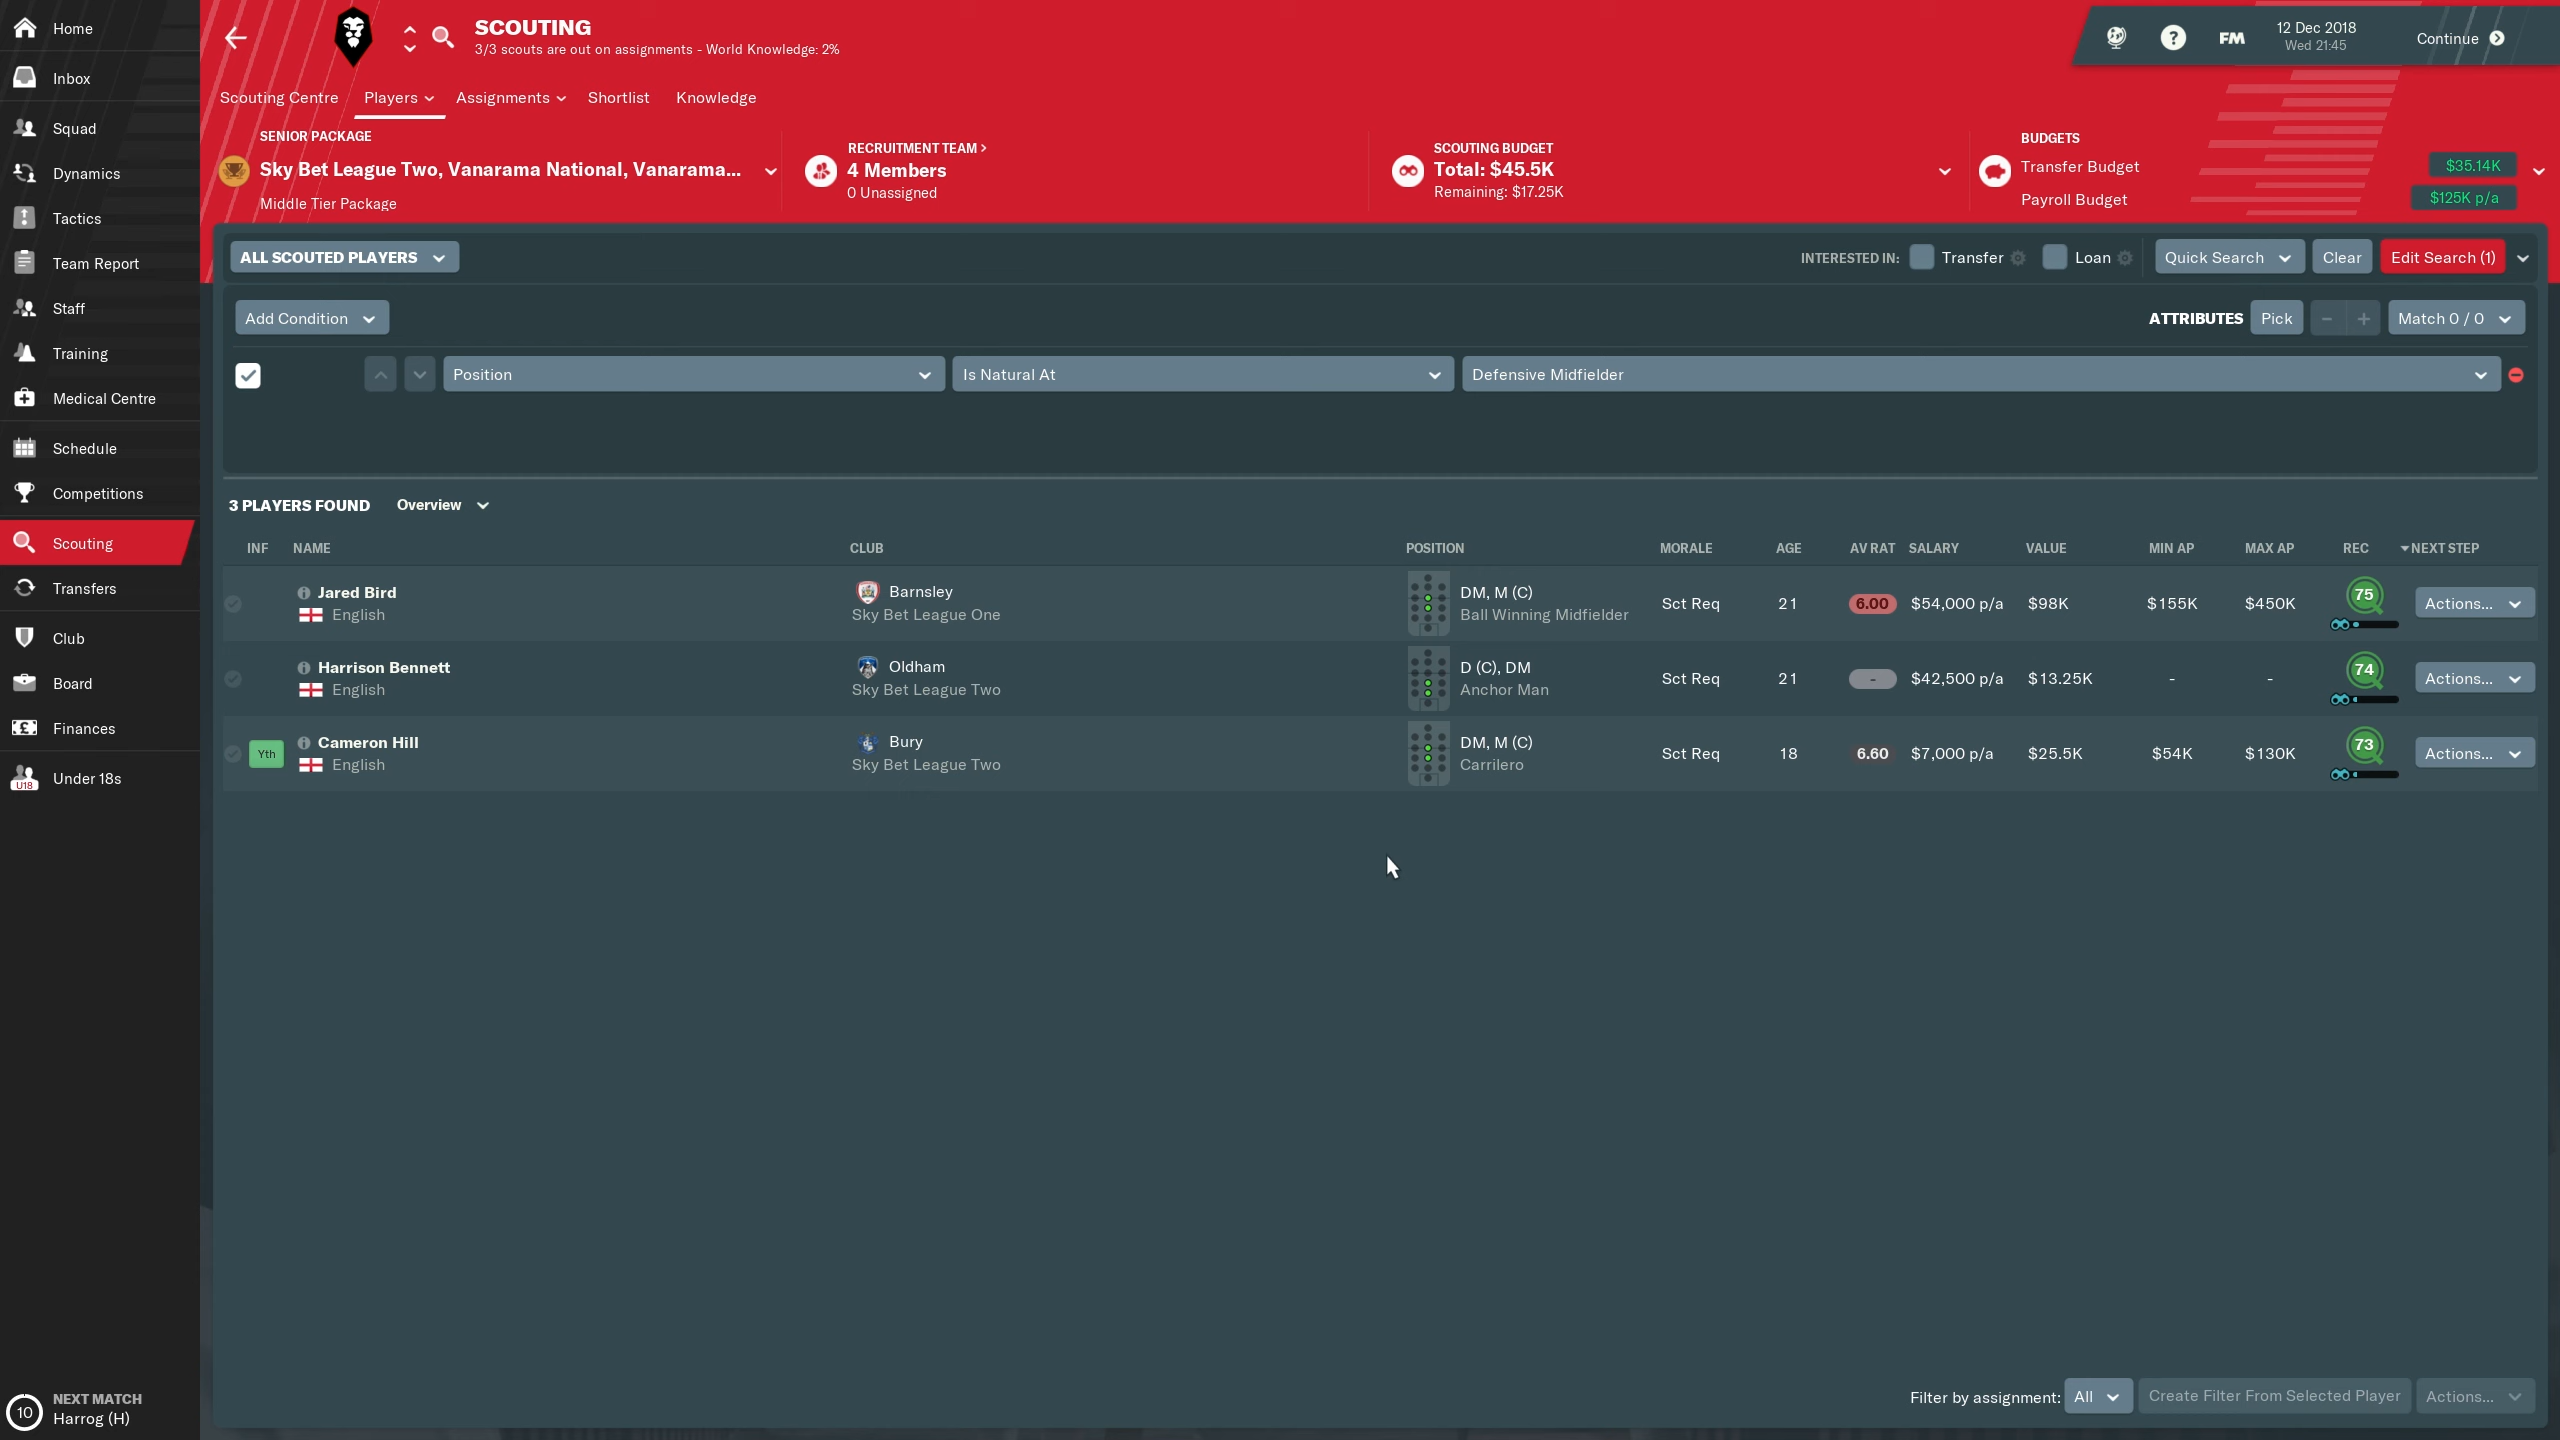 Home
Inbox
Squad
Dynamics
Tactics
Team Report
Staff
Training
Medical Centre
Schedule
Competitions
Scouting
Transfers
Club
Board
Finances
U18
Under 18s
10
NEXT MATCH
Harrog (H)
SCOUTING
3/3 scouts are out on assignments - World Knowledge: 2%
FM
12 Dec 2018
Wed 21:45
Continue
Scouting Centre
Players
Assignments
Shortlist
Knowledge
SENIOR PACKAGE
Sky Bet League Two, Vanarama National, Vanarama...
Middle Tier Package
RECRUITMENT TEAM >
4 Members
0 Unassigned
SCOUTING BUDGET
Total: $45.5K
Remaining: $17.25K
BUDGETS
Transfer Budget
$35.14K
Payroll Budget
$125K p/a
ALL SCOUTED PLAYERS
INTERESTED IN:
Transfer
Loan
Quick Search
Clear
Edit Search (1)
Add Condition
ATTRIBUTES
Pick
- +
Match 0 / 0
Position
Is Natural At
Defensive Midfielder
3 PLAYERS FOUND
Overview
INF NAME CLUB POSITION MORALE AGE AV RAT SALARY VALUE MIN AP MAX AP REC NEXT STEP
Jared Bird Barnsley DM, M (C) 75
English Sky Bet League One Ball Winning Midfielder Sct Req 21 6.00 $54,000 p/a $98K $155K $450K Actions...
Harrison Bennett Oldham D (C), DM 74
English Sky Bet League Two Anchor Man Sct Req 21 - $42,500 p/a $13.25K - - Actions...
Cameron Hill Bury DM, M (C) 73
Yth English Sky Bet League Two Carrilero Sct Req 18 6.60 $7,000 p/a $25.5K $54K $130K Actions...
Filter by assignment: All
Create Filter From Selected Player
Actions...